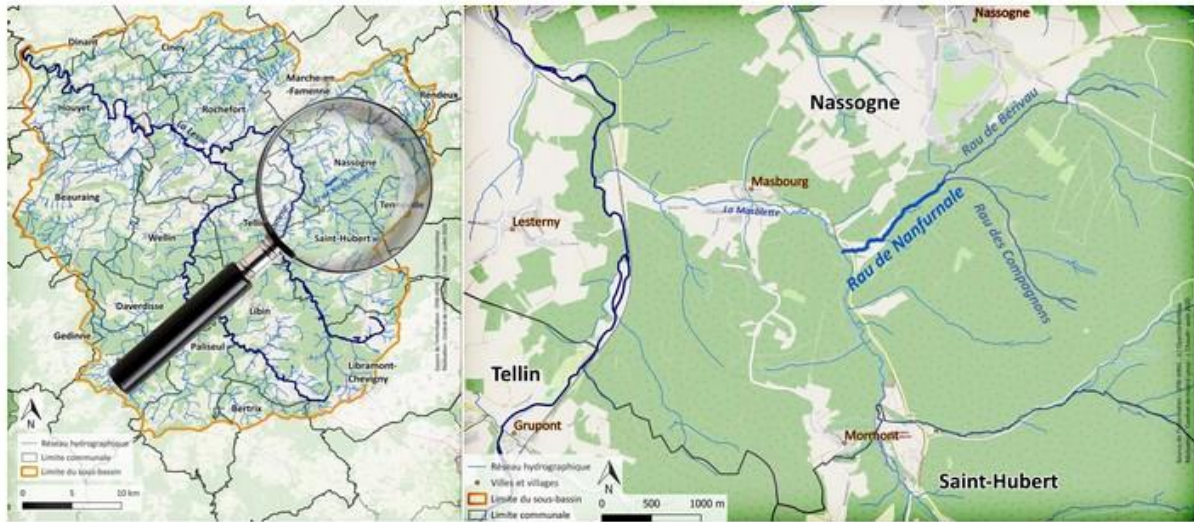 Dinant
Ciney
Marche-en-
Famenne
Rendeux
Houyet
Rochefort
La Lesse
Nassogne
Beauraing
Tellin
Wellin
Saint-Hubert
Daverdisse
Libin
Gedinne
Paliseul
Libramont-
Chevigny
Bertrix
N
Réseau hydrographique
Limite communale
Limite du sous-bassin
0 5 10 km
Nassogne
Nassogne
Rau de Bérivau
Masbourg
La Masblette
Lesterny
Rau de Nanfurnale
Rau des Compagnons
Tellin
Grupont
Mormont
Saint-Hubert
Réseau hydrographique
Villes et villages
Limite du sous-bassin
Limite communale
N
0 500 1000 m